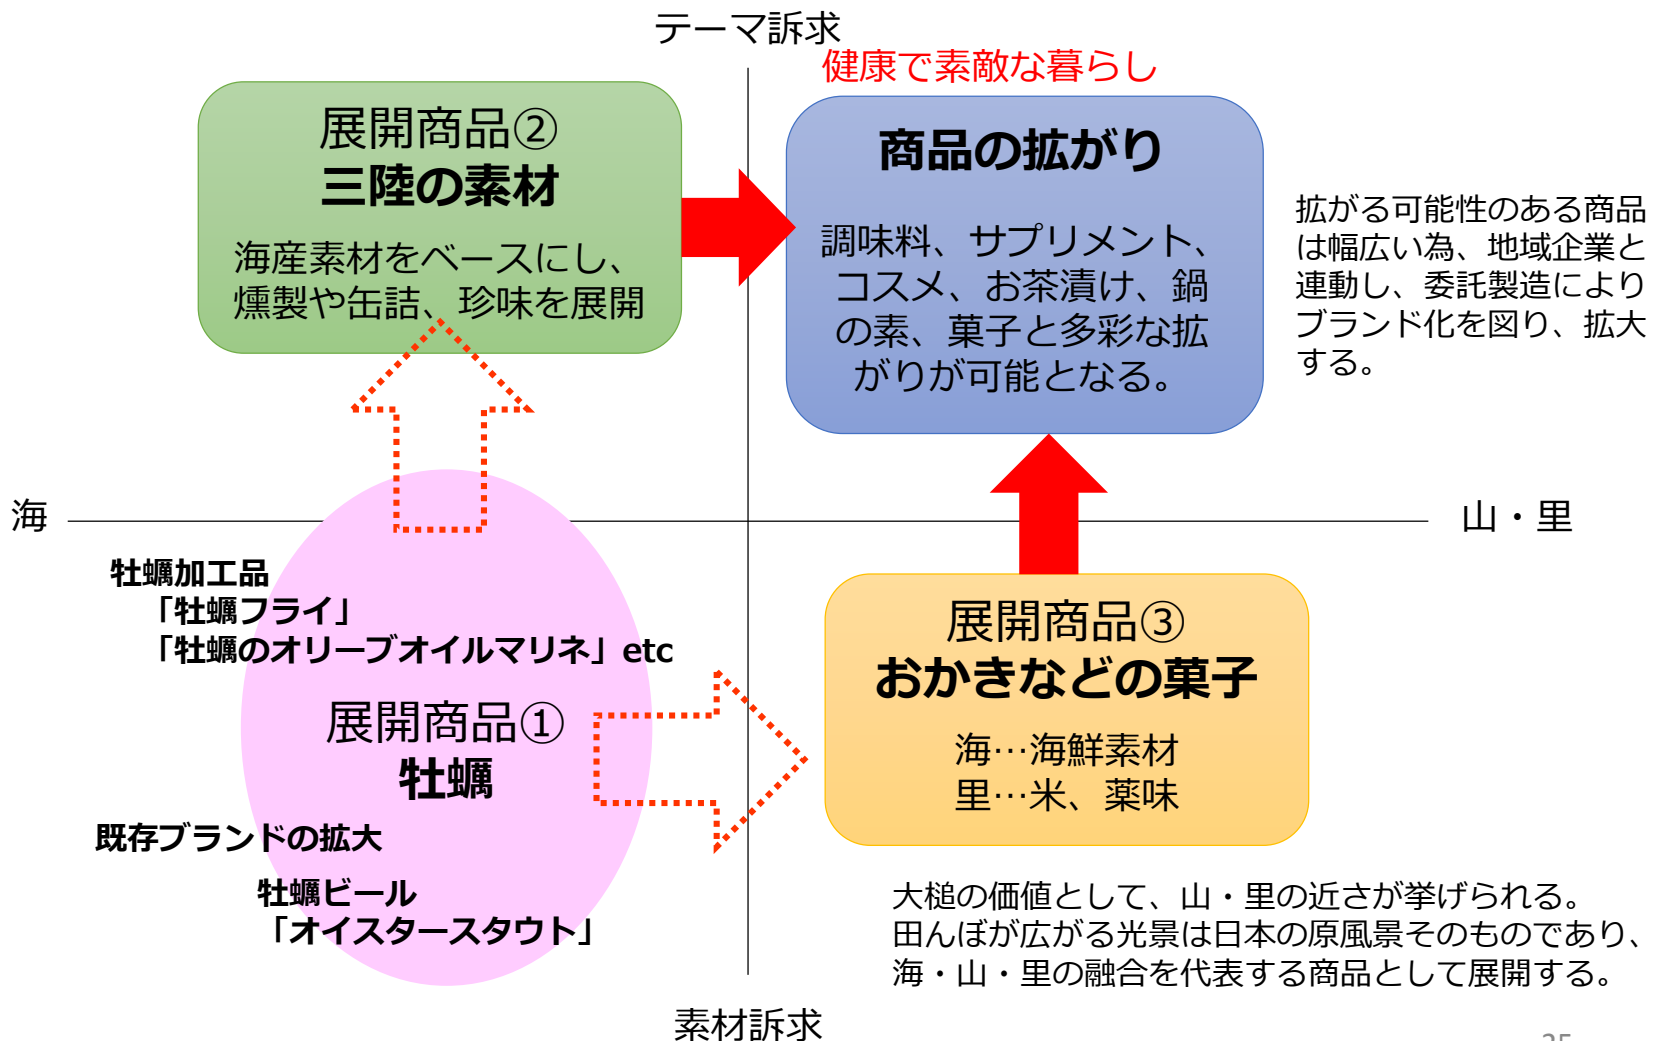 テーマ訴求
健康で素敵な暮らし
展開商品②
三陸の素材
海産素材をベースにし、
燻製や缶詰、珍味を展開
商品の拡がり
調味料、サプリメント、
コスメ、お茶漬け、鍋
の素、菓子と多彩な拡
がりが可能となる。
拡がる可能性のある商品
は幅広い為、地域企業と
連動し、委託製造により
ブランド化を図り、拡大
する。
海
山・里
牡蠣加工品
「牡蠣フライ」
「牡蠣のオリーブオイルマリネ」etc
展開商品①
牡蠣
既存ブランドの拡大
牡蠣ビール
「オイスタースタウト」
展開商品③
おかきなどの菓子
海…海鮮素材
里…米、薬味
大槌の価値として、山・里の近さが挙げられる。
田んぼが広がる光景は日本の原風景そのものであり、
海・山・里の融合を代表する商品として展開する。
素材訴求